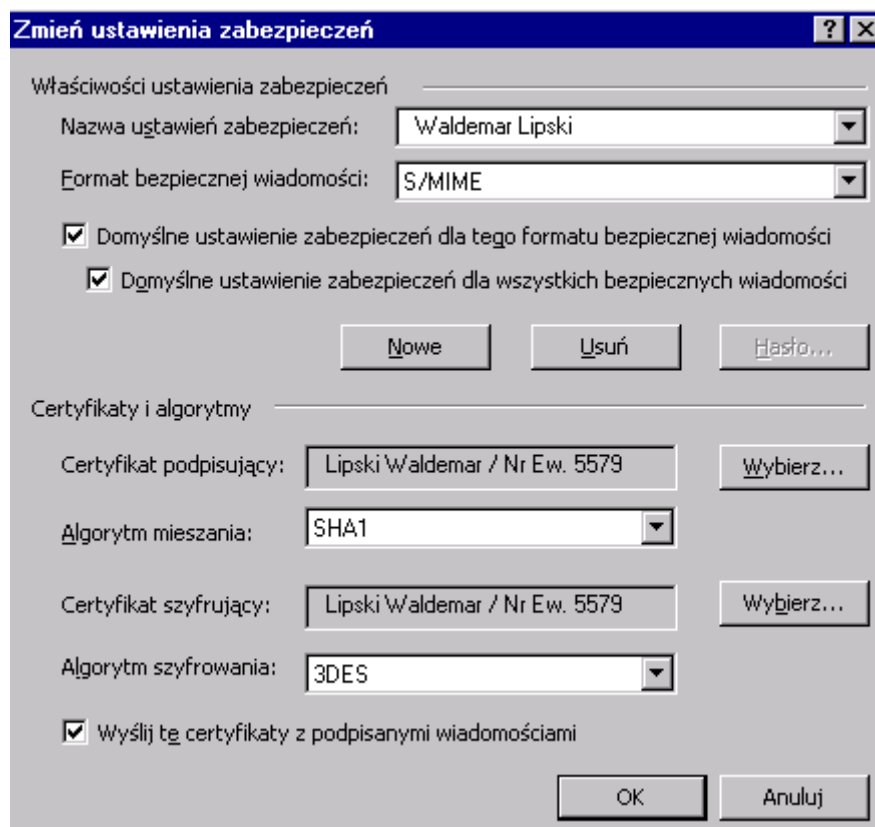 Zmień ustawienia zabezpieczeń
Właściwości ustawienia zabezpieczeń
Nazwa ustawień zabezpieczeń: Waldemar Lipski
Format bezpiecznej wiadomości: S/MIME
Domyślne ustawienie zabezpieczeń dla tego formatu bezpiecznej wiadomości
Domyślne ustawienie zabezpieczeń dla wszystkich bezpiecznych wiadomości
Nowe Usuń Hasło...
Certyfikaty i algorytmy
Certyfikat podpisujący: Lipski Waldemar / Nr Ew. 5579 Wybierz...
Algorytm mieszania: SHA1
Certyfikat szyfrujący: Lipski Waldemar / Nr Ew. 5579 Wybierz...
Algorytm szyfrowania: 3DES
Wyślij te certyfikaty z podpisanymi wiadomościami
OK Anuluj